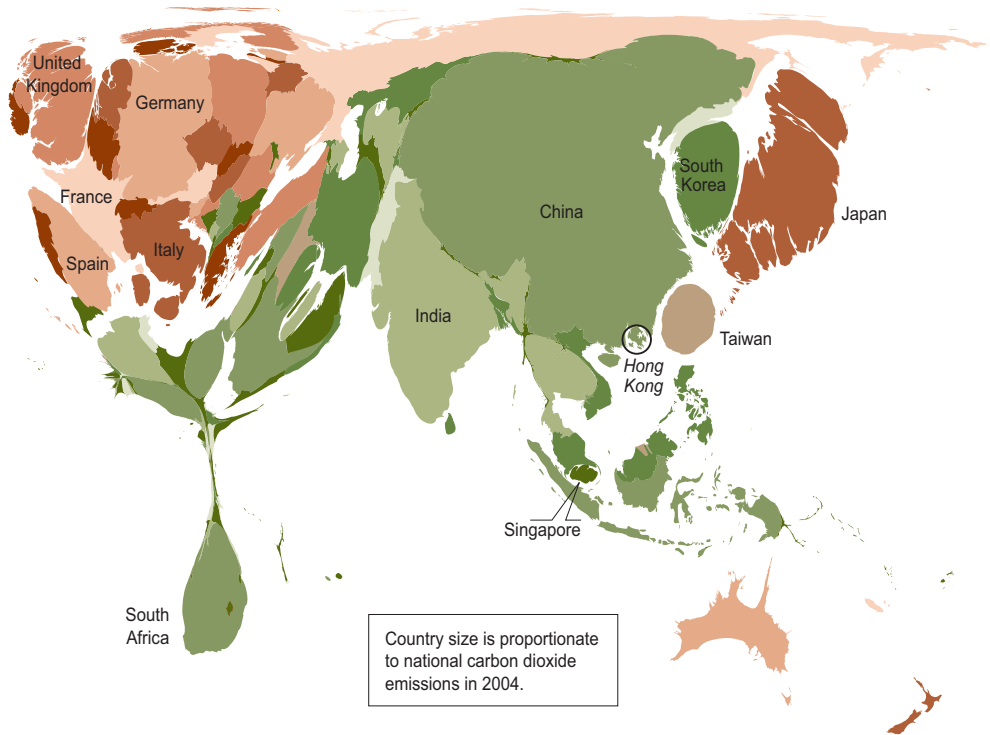 United
Kingdom
Germany
France
Spain
Italy
South
Korea
China
Japan
India
Taiwan
Hong
Kong
Singapore
South
Africa
Country size is proportionate
to national carbon dioxide
emissions in 2004.